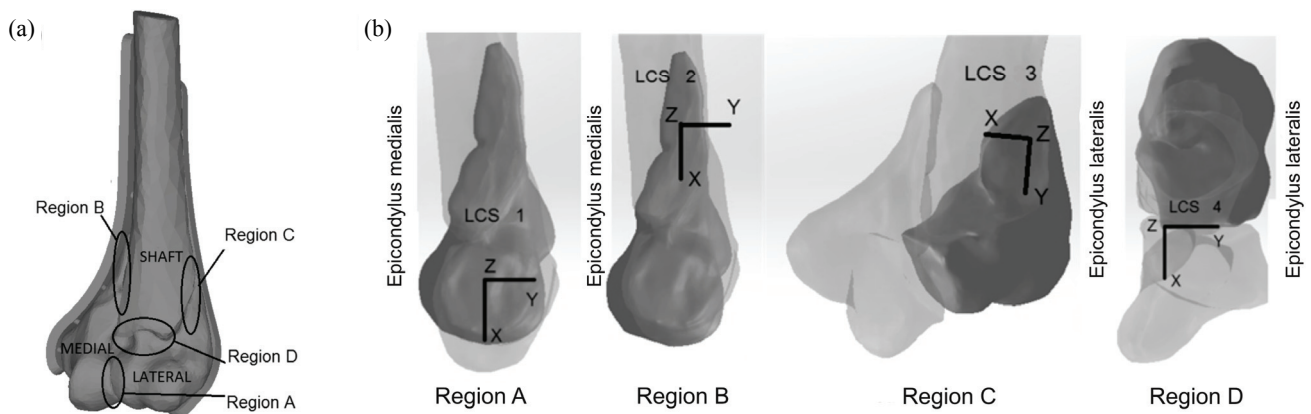 (a)
Region B
SHAFT
Region C
MEDIAL
Region D
LATERAL
Region A
(b)
Epicondylus medialis
LCS 1
Z
Y
X
Region A
Epicondylus medialis
LCS 2
Z
Y
X
Region B
LCS 3
X
Z
Y
Region C
Epicondylus lateralis
LCS 4
Z
Y
X
Region D
Epicondylus lateralis